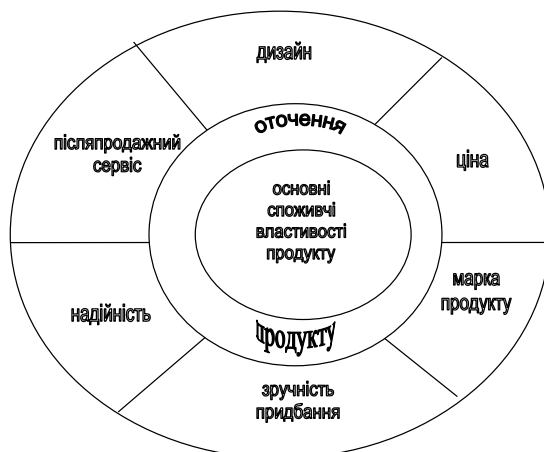 дизайн
оточення
післяпродажний
сервіс
ціна
основні
споживчі
властивості
продукту
марка
продукту
надійність
продукту
зручність
придбання